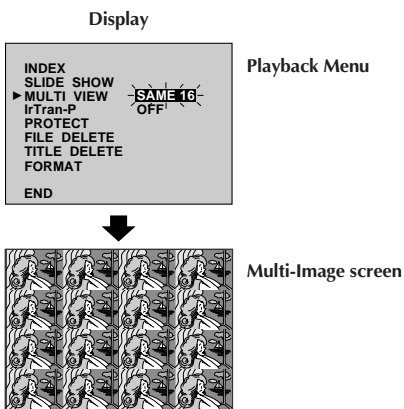 Display
INDEX
SLIDE SHOW
►MULTI VIEW SAME 16
IrTran-P OFF
PROTECT
FILE DELETE
TITLE DELETE
FORMAT
END
Playback Menu
Multi-Image screen